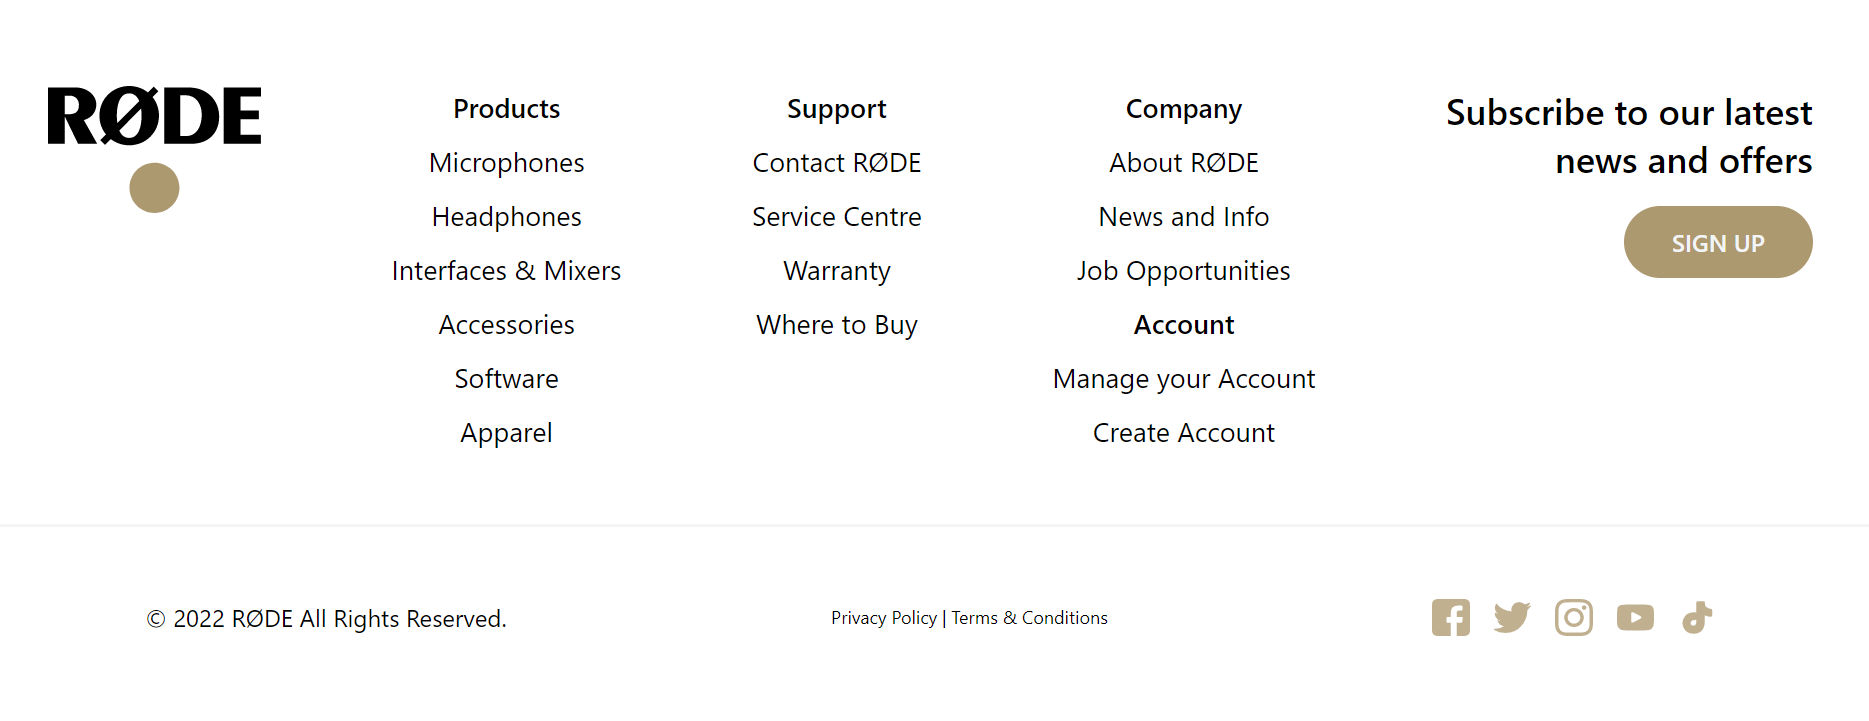 RØDE
Products
Microphones
Headphones
Interfaces & Mixers
Accessories
Software
Apparel
Support
Contact RØDE
Service Centre
Warranty
Where to Buy
Company
About RØDE
News and Info
Job Opportunities
Account
Manage your Account
Create Account
Subscribe to our latest
news and offers
SIGN UP
© 2022 RØDE All Rights Reserved.
Privacy Policy | Terms & Conditions